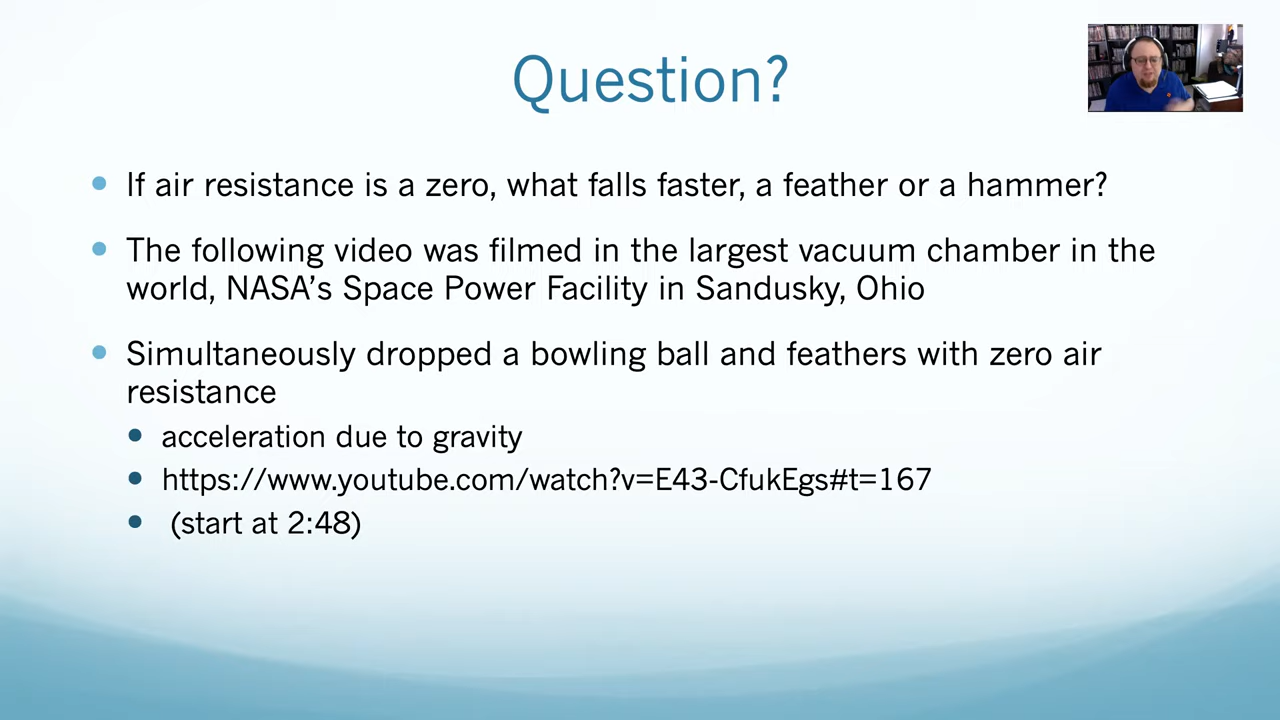 Question?
If air resistance is a zero, what falls faster, a feather or a hammer?
The following video was filmed in the largest vacuum chamber in the
world, NASA’s Space Power Facility in Sandusky, Ohio
Simultaneously dropped a bowling ball and feathers with zero air
resistance
acceleration due to gravity
https://www.youtube.com/watch?v=E43-CfukEgs#t=167
(start at 2:48)